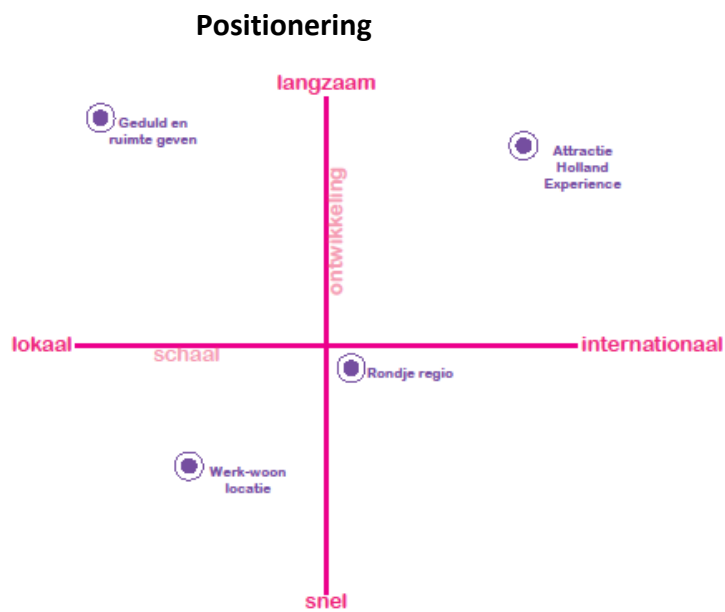 Positionering
langzaam
Geduld en
ruimte geven
Attractie
Holland
Experience
ontwikkeling
lokaal
schaal
internationaal
Rondje regio
Werk-woon
locatie
snel